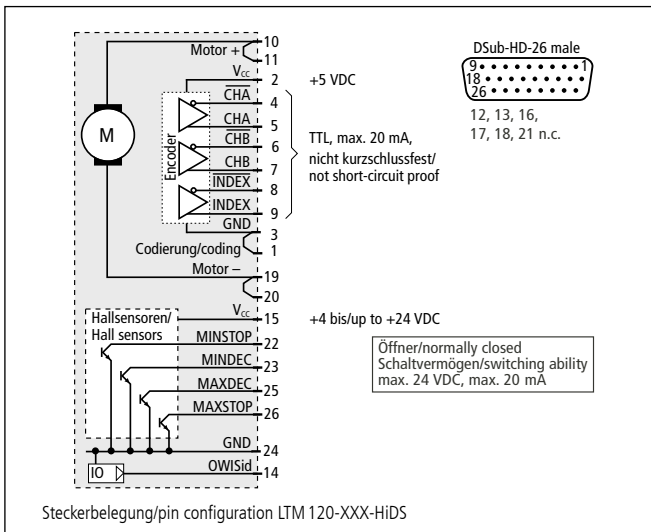 Motor +
10
11
Vcc
2
+5 VDC
CHA
4
CHA
5
CHB
6
CHB
7
INDEX
8
INDEX
9
GND
3
Codierung/coding
1
Motor –
19
20
M
Encoder
TTL, max. 20 mA,
nicht kurzschlussfest/
not short-circuit proof
DSub-HD-26 male
9
1
18
26
12, 13, 16,
17, 18, 21 n.c.
Hallsensoren/
Hall sensors
Vcc
15
+4 bis/up to +24 VDC
MINSTOP
22
MINDEC
23
MAXDEC
25
MAXSTOP
26
GND
24
OWISid
14
IO
Öffner/normally closed
Schaltvermögen/switching ability
max. 24 VDC, max. 20 mA
Steckerbelegung/pin configuration LTM 120-XXX-HiDS